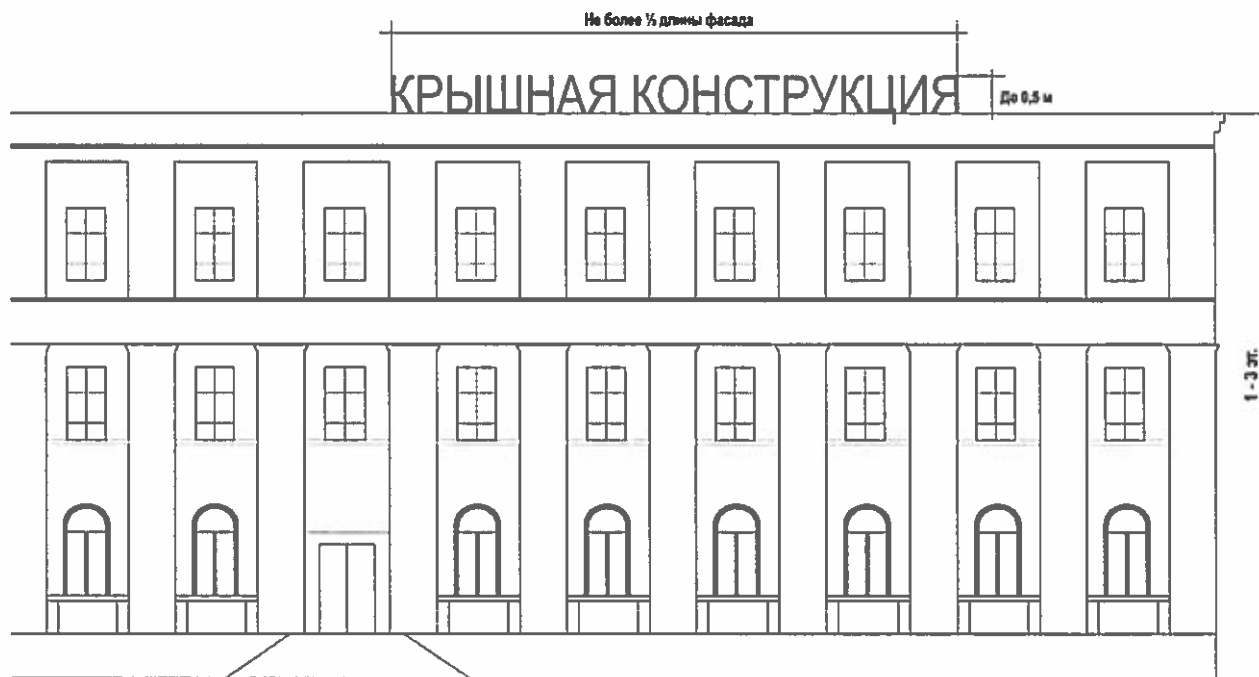 Не более ½ длины фасада
КРЫШНАЯ КОНСТРУКЦИЯ
До 0,5 м
1 - 3 эт.